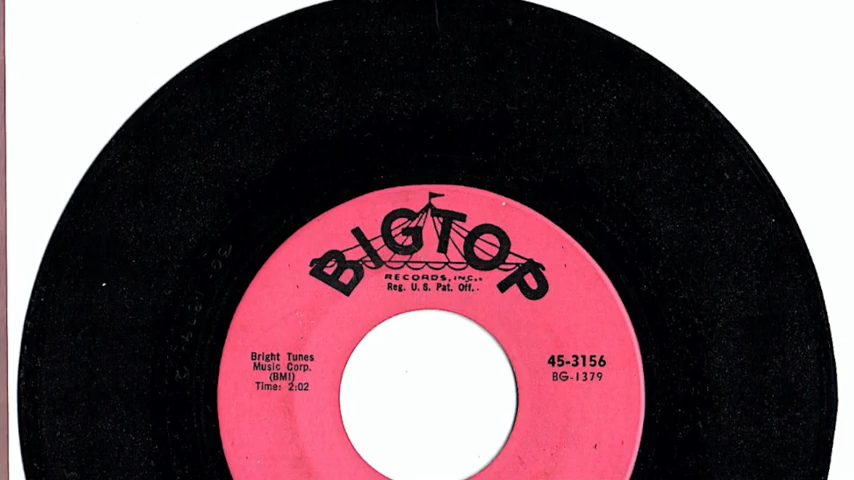 BIGTOP
RECORDS, INC.
Reg. U. S. Pat. Off.
Bright Tunes
Music Corp.
(BMI)
Time: 2:02
45-3156
BG-1379